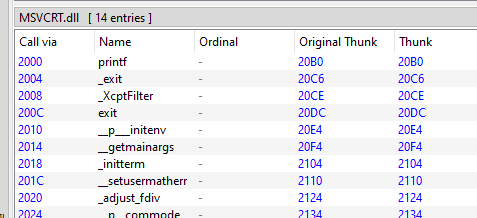 MSVCRT.dll [ 14 entries ]
Call via Name Ordinal Original Thunk Thunk
2000 printf - 20B0 20B0
2004 _exit - 20C6 20C6
2008 _XcptFilter - 20CE 20CE
200C exit - 20DC 20DC
2010 __p___initenv - 20E4 20E4
2014 __getmainargs - 20F4 20F4
2018 _initterm - 2104 2104
201C __setusermatherr - 2110 2110
2020 _adjust_fdiv - 2124 2124
2024 __p__commode - 2134 2134